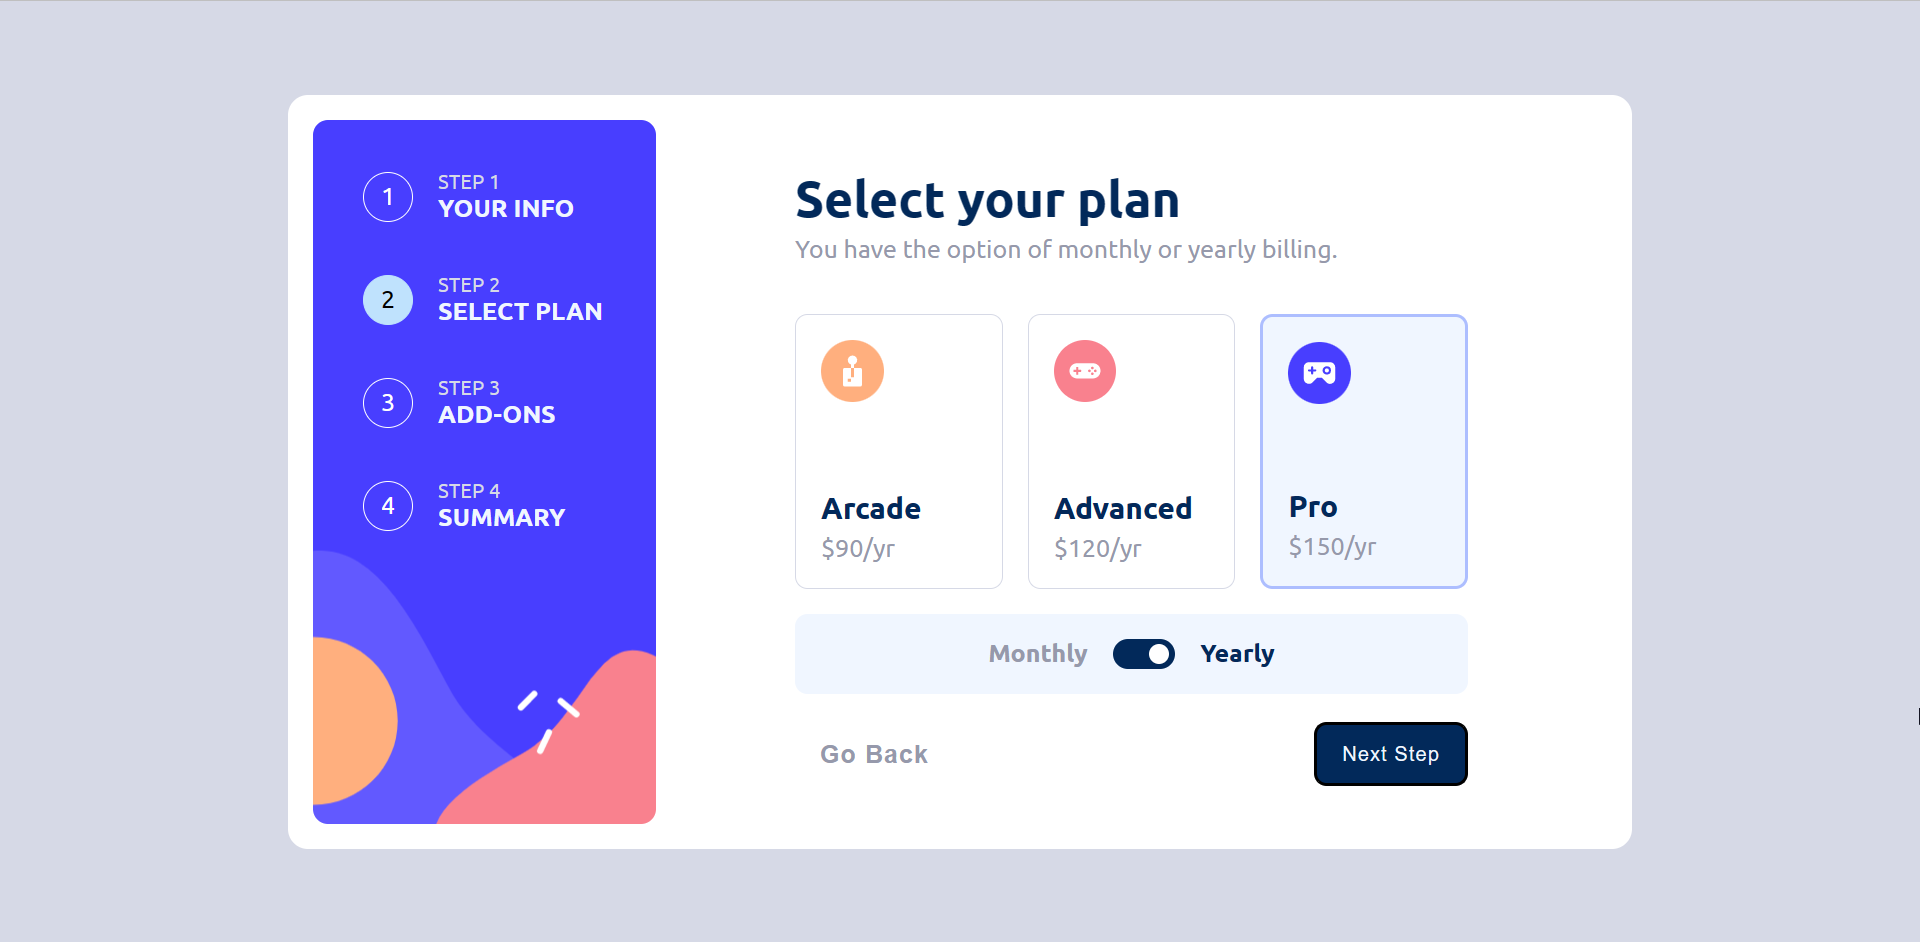 1
STEP 1
YOUR INFO
2
STEP 2
SELECT PLAN
3
STEP 3
ADD-ONS
4
STEP 4
SUMMARY
Select your plan
You have the option of monthly or yearly billing.
Arcade
$90/yr
Advanced
$120/yr
Pro
$150/yr
Monthly
Yearly
Go Back
Next Step